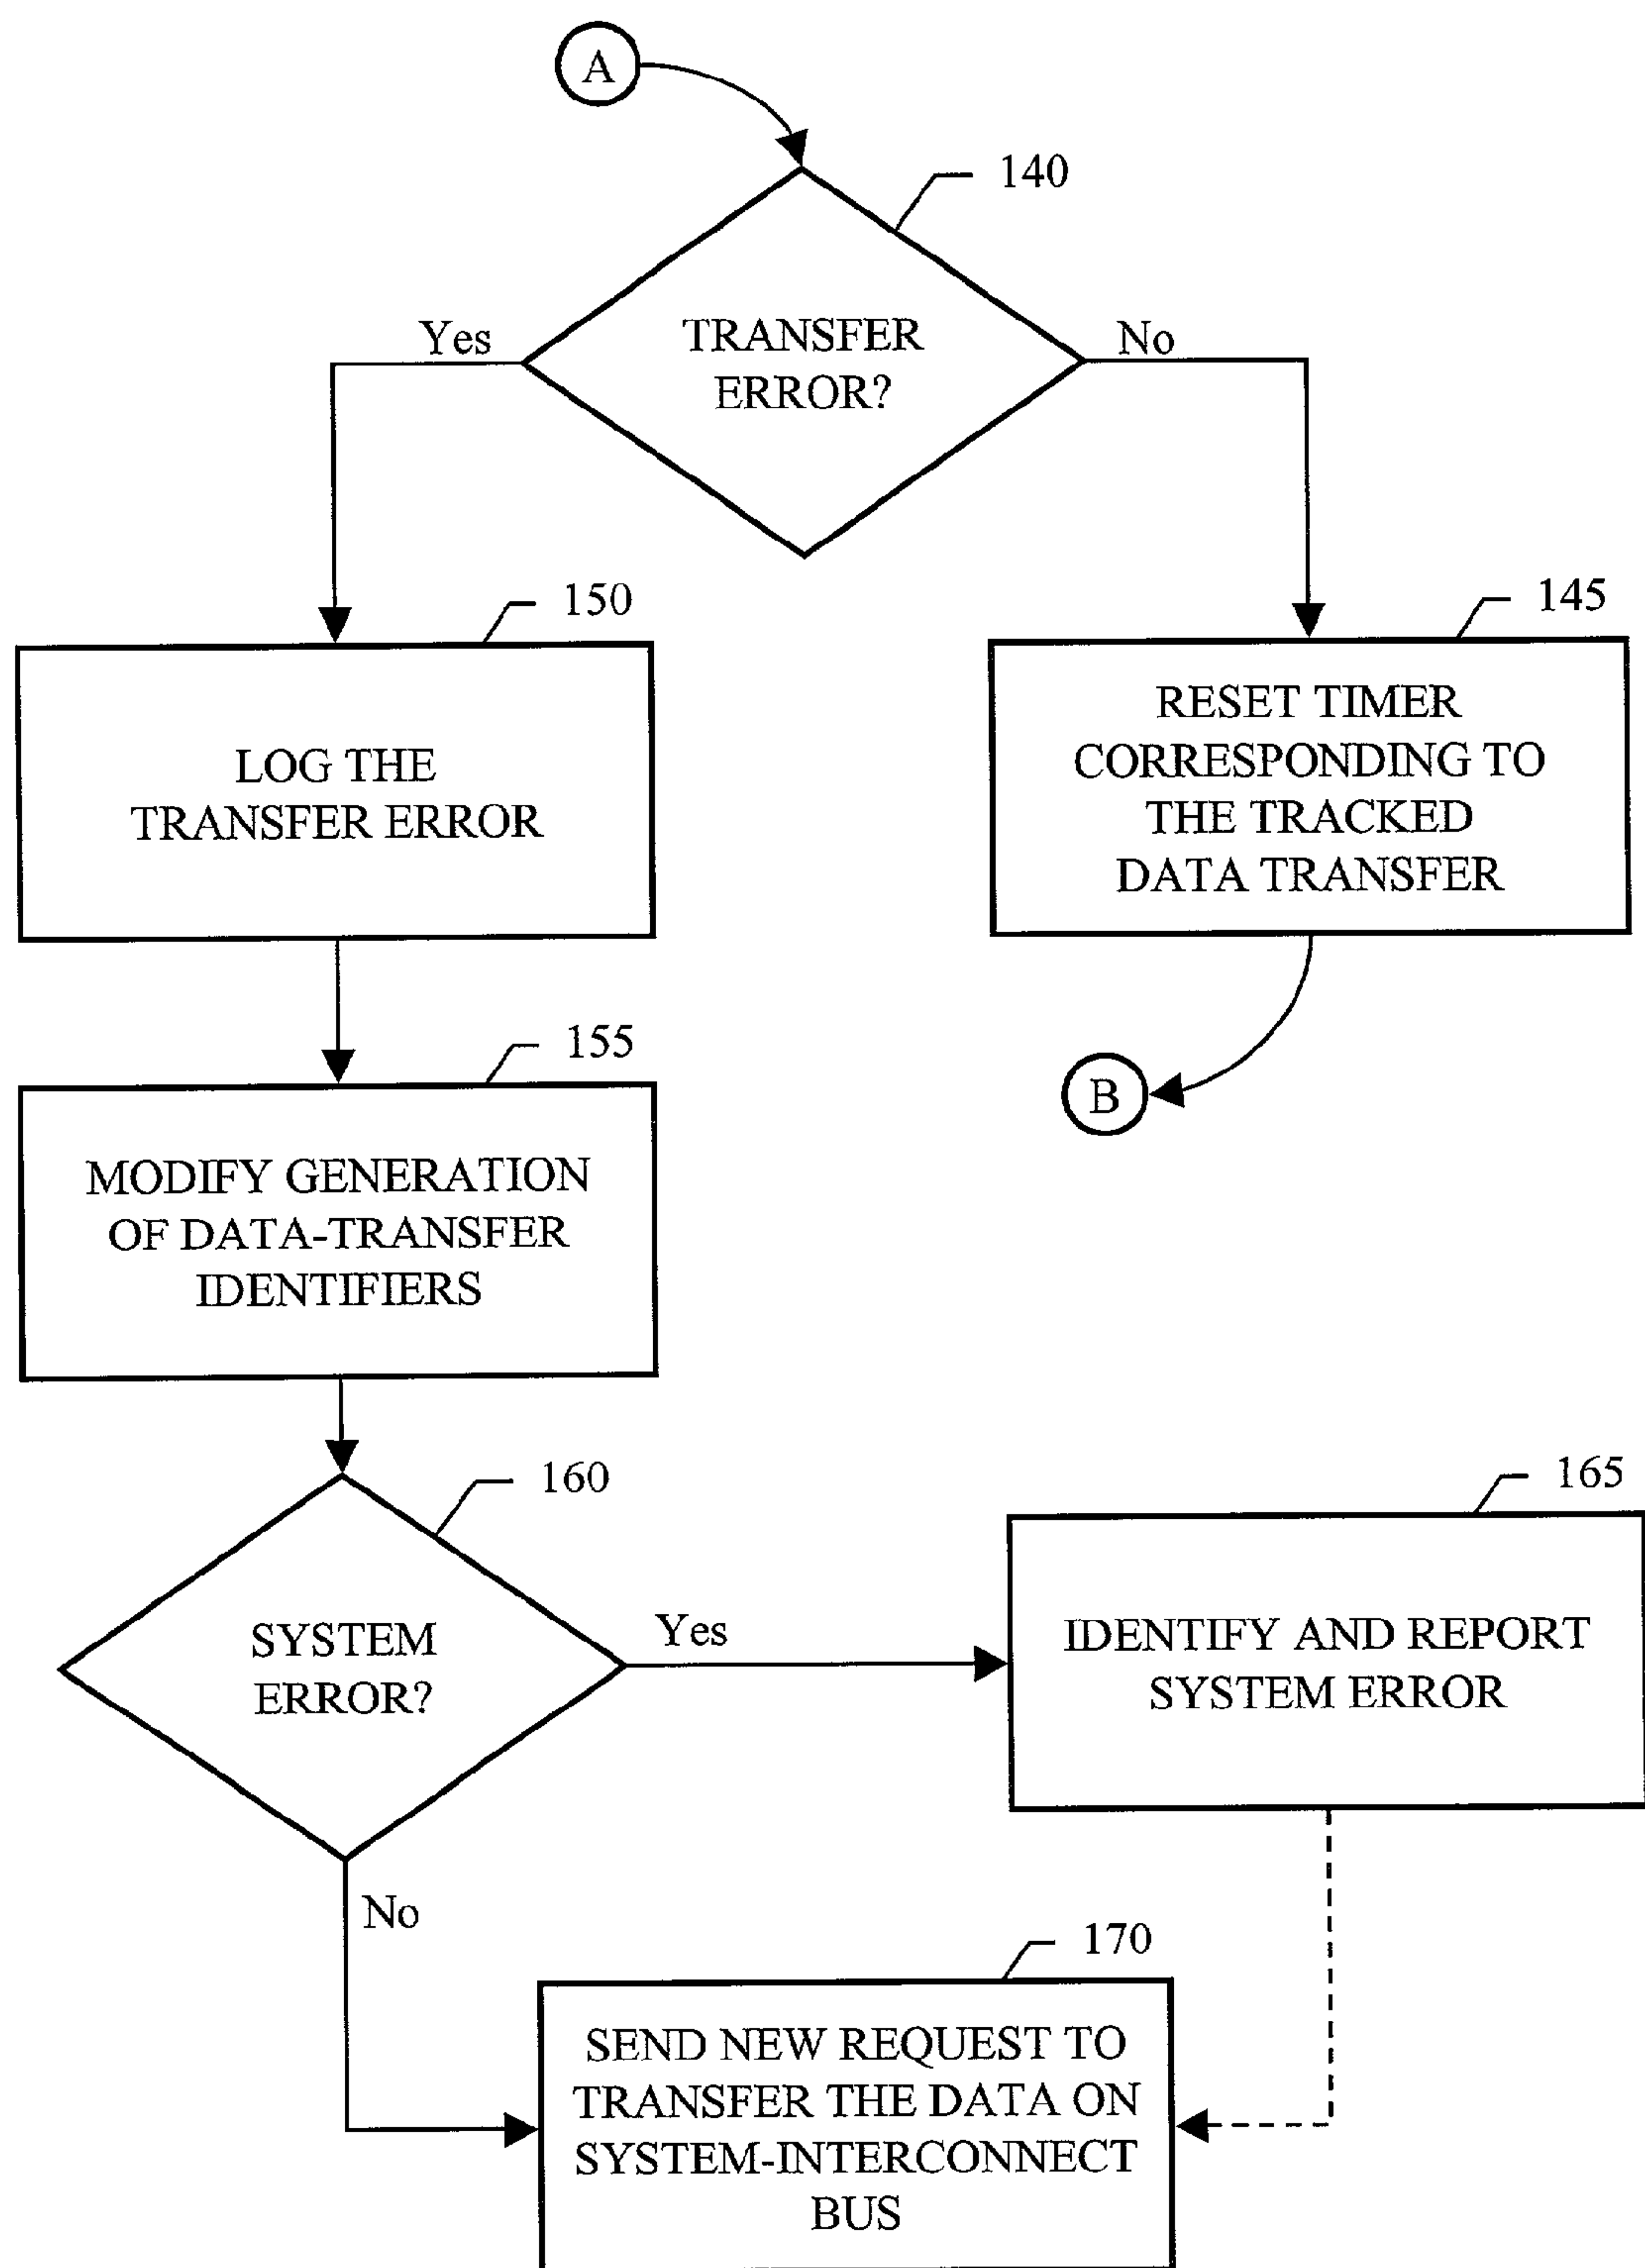 A
140
TRANSFER
ERROR?
Yes
No
150
LOG THE
TRANSFER ERROR
145
RESET TIMER
CORRESPONDING TO
THE TRACKED
DATA TRANSFER
B
155
MODIFY GENERATION
OF DATA-TRANSFER
IDENTIFIERS
160
SYSTEM
ERROR?
Yes
No
165
IDENTIFY AND REPORT
SYSTEM ERROR
170
SEND NEW REQUEST TO
TRANSFER THE DATA ON
SYSTEM-INTERCONNECT
BUS